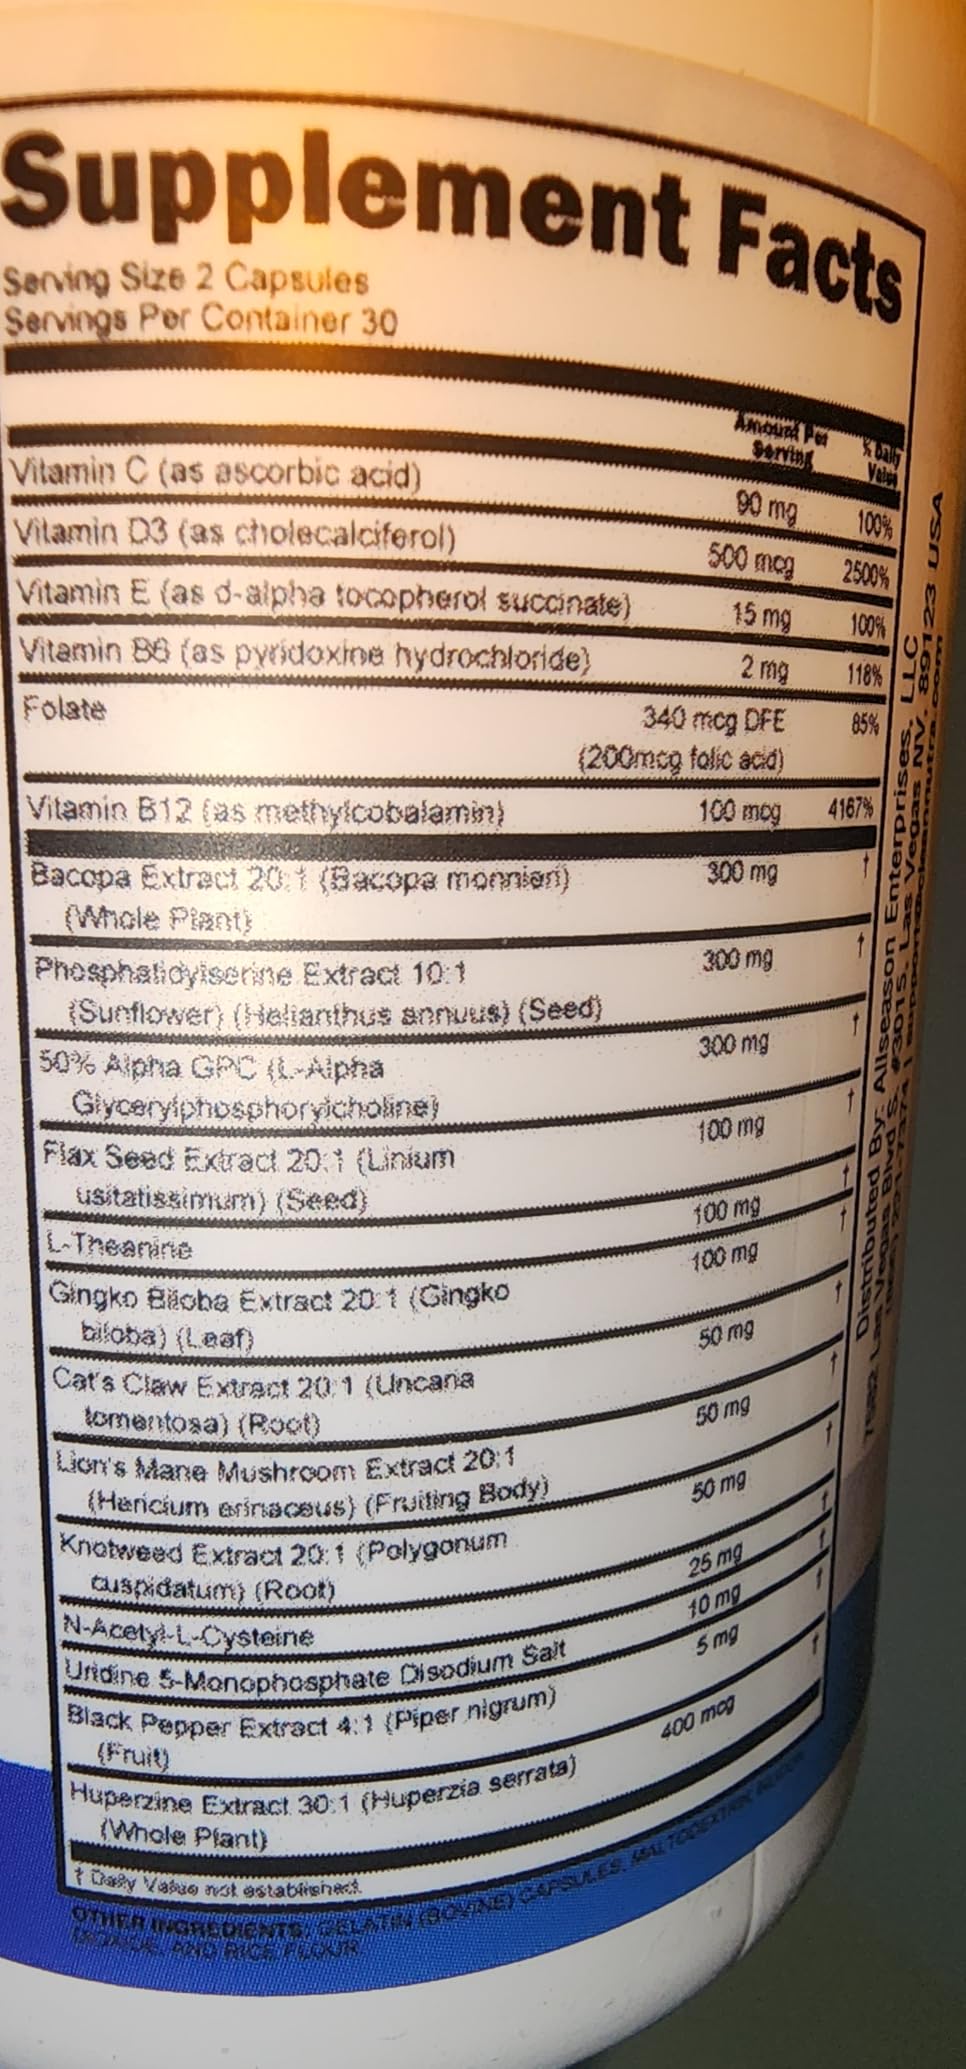 Supplement Facts
Serving Size 2 Capsules
Servings Per Container 30
Amount Per Serving % Daily Value
Vitamin C (as ascorbic acid) 90 mg 100%
Vitamin D3 (as cholecalciferol) 500 mcg 2500%
Vitamin E (as d-alpha tocopherol succinate) 15 mg 100%
Vitamin B6 (as pyridoxine hydrochloride) 2 mg 118%
Folate 340 mcg DFE 85%
(200mcg folic acid)
Vitamin B12 (as methylcobalamin) 100 mcg 4167%
Bacopa Extract 20:1 (Bacopa monnieri) 300 mg †
(Whole Plant)
Phosphatidylserine Extract 10:1 300 mg †
(Sunflower) (Helianthus annuus) (Seed)
50% Alpha GPC (L-Alpha 300 mg †
Glycerylphosphorylcholine)
Flax Seed Extract 20:1 (Linium 100 mg †
usitatissimum) (Seed)
L-Theanine 100 mg †
Gingko Biloba Extract 20:1 (Gingko 100 mg †
biloba) (Leaf)
Cat's Claw Extract 20:1 (Uncaria 50 mg †
tomentosa) (Root)
Lion's Mane Mushroom Extract 20:1 50 mg †
(Hericium erinaceus) (Fruiting Body)
Knotweed Extract 20:1 (Polygonum 50 mg †
cuspidatum) (Root)
N-Acetyl-L-Cysteine 25 mg †
Uridine 5-Monophosphate Disodium Salt 10 mg †
Black Pepper Extract 4:1 (Piper nigrum) 5 mg †
(Fruit)
Huperzine Extract 30:1 (Huperzia serrata) 400 mcg †
(Whole Plant)
† Daily Value not established.
OTHER INGREDIENTS: GELATIN (BOVINE) CAPSULES, MALTODEXTRIN,
DIOXIDE, AND RICE FLOUR
Distributed By: Allseason Enterprises, LLC
Las Vegas Blvd S. #3015. Las Vegas NV. 89123 USA